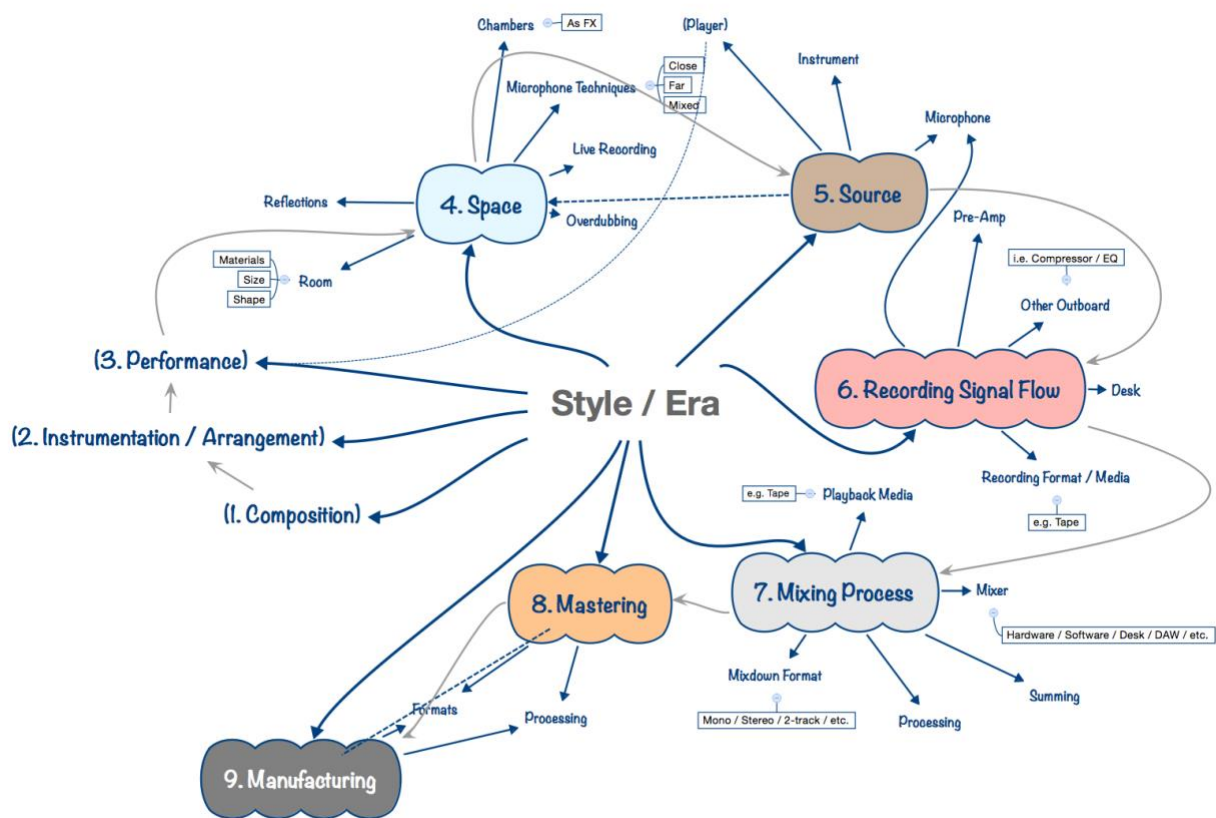 Chambers
As FX
(Player)
Instrument
Microphone Techniques
Close
Far
Mixed
Microphone
Live Recording
4. Space
5. Source
Reflections
Overdubbing
Pre-Amp
Materials
Size
Shape
Room
i.e. Compressor / EQ
Other Outboard
(3. Performance)
6. Recording Signal Flow
Desk
Style / Era
(2. Instrumentation / Arrangement)
Recording Format / Media
e.g. Tape
(1. Composition)
e.g. Tape
Playback Media
7. Mixing Process
Mixer
Hardware / Software / Desk / DAW / etc.
8. Mastering
Mixdown Format
Mono / Stereo / 2-track / etc.
Processing
Summing
Formats
Processing
9. Manufacturing